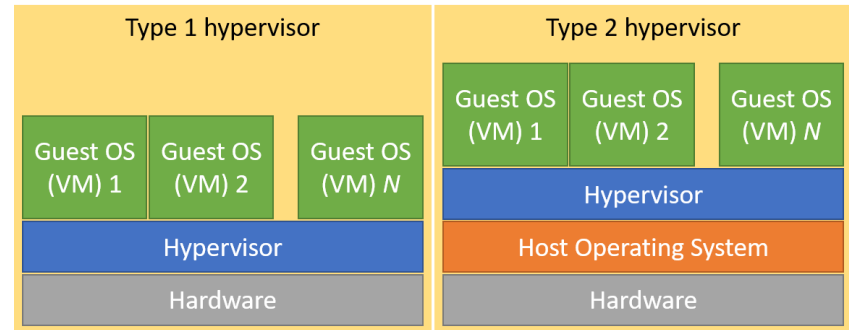 Type 1 hypervisor
Guest OS
(VM) 1
Guest OS
(VM) 2
Guest OS
(VM) N
Hypervisor
Hardware
Type 2 hypervisor
Guest OS
(VM) 1
Guest OS
(VM) 2
Guest OS
(VM) N
Hypervisor
Host Operating System
Hardware